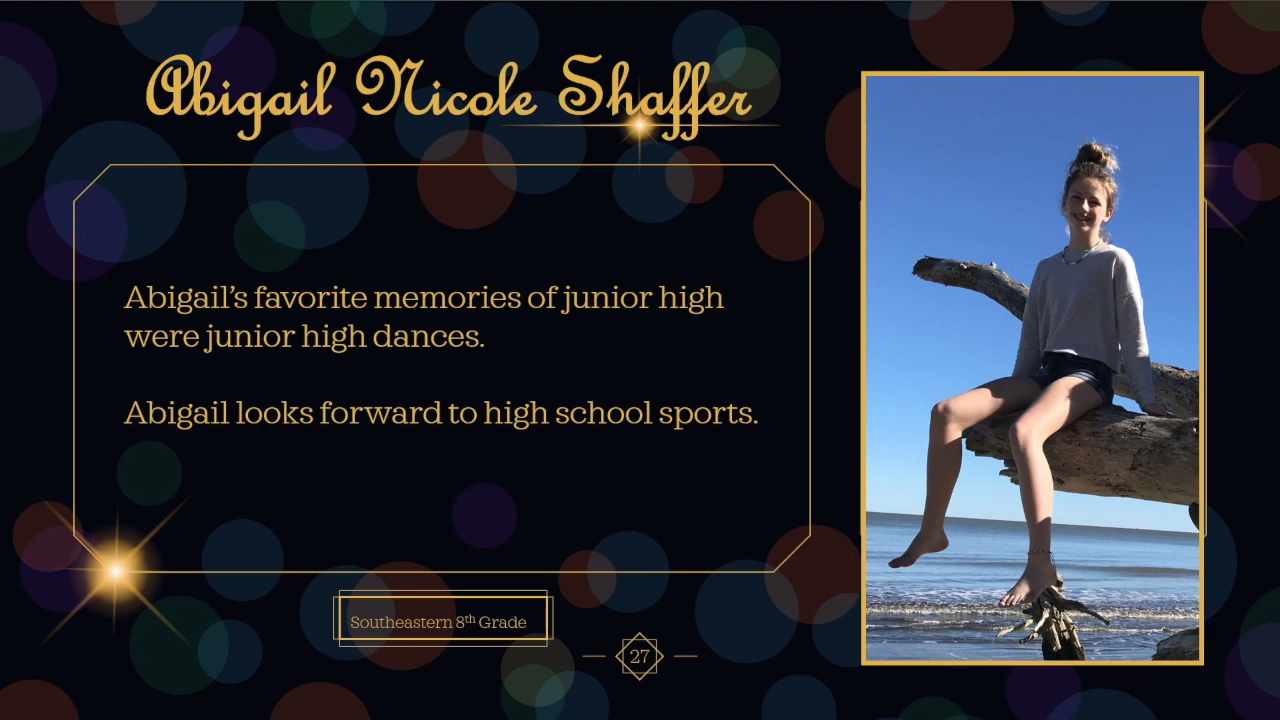 Abigail Nicole Shaffer
Abigail’s favorite memories of junior high
were junior high dances.
Abigail looks forward to high school sports.
Southeastern 8th Grade
27